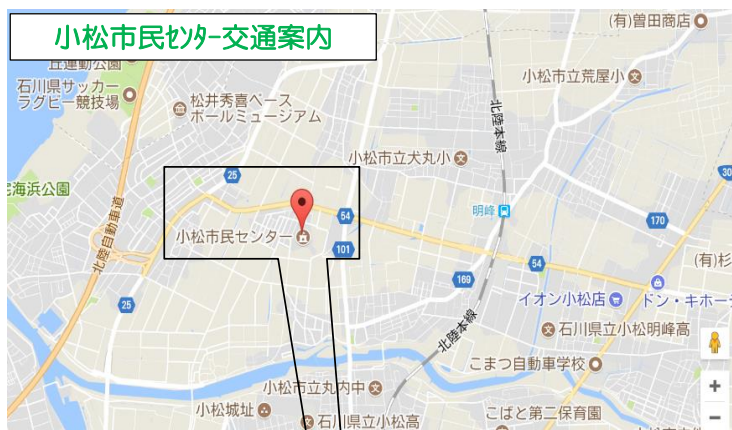 小松市民ｾﾝﾀｰ交通案内
(有)曽田商店
丘運動公園
石川県サッカー
ラグビー競技場
松井秀喜ベース
ボールミュージアム
小松市立荒屋小
北陸本線
小松市立犬丸小
25
海浜公園
明峰
30
54
170
小松市民センター
101
北陸自動車道
(有)杉
54
169
25
イオン小松店
ドン・キホーテ
石川県立小松明峰高
北陸本線
こまつ自動車学校
小松市立丸内中
小松城址
石川県立小松高
こばと第二保育園
+
−